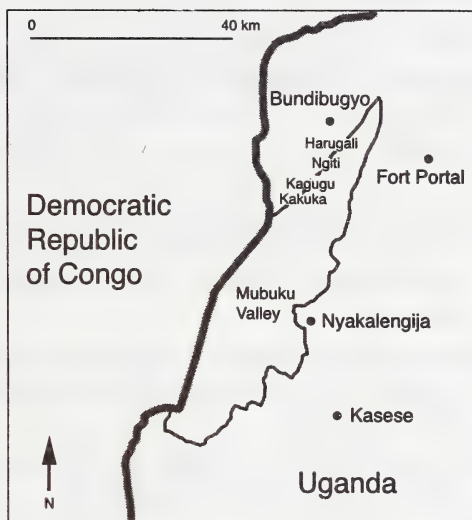 0 40 km
Bundibugyo
Harugali
Ngiti
Fort Portal
Kagugu
Kakuka
Democratic
Republic
of Congo
Mubuku
Valley
Nyakalengija
Kasese
N
Uganda